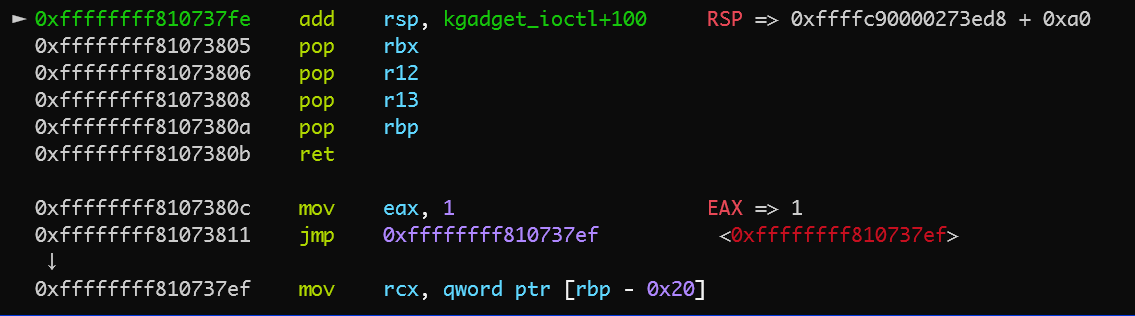 ► 0xffffffff810737fe add rsp, kgadget_ioctl+100 RSP => 0xffffc90000273ed8 + 0xa0
0xffffffff81073805 pop rbx
0xffffffff81073806 pop r12
0xffffffff81073808 pop r13
0xffffffff8107380a pop rbp
0xffffffff8107380b ret
0xffffffff8107380c mov eax, 1 EAX => 1
0xffffffff81073811 jmp 0xffffffff810737ef <0xffffffff810737ef>
↓
0xffffffff810737ef mov rcx, qword ptr [rbp - 0x20]